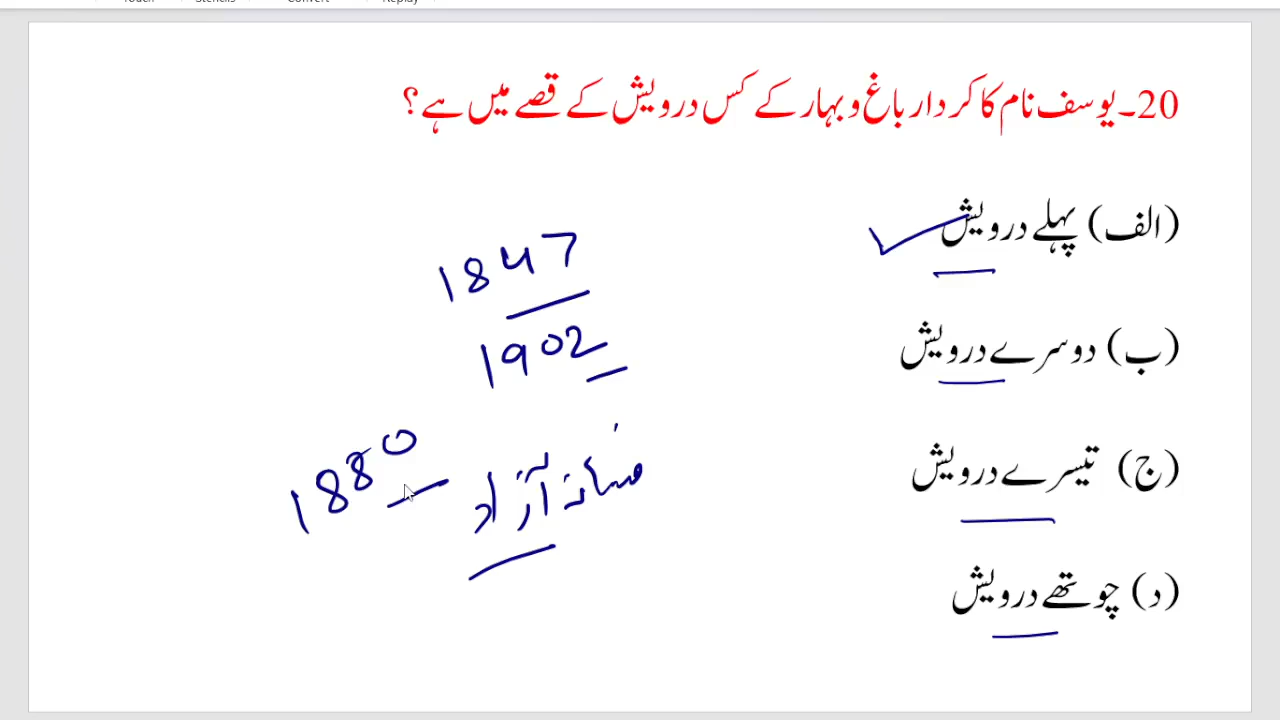 20۔یوسف نام کا کردار باغ و بہار کے کس درویش کے قصے میں ہے؟
(الف) پہلے درویش
1847
(ب) دوسرے درویش
1902
(ج) تیسرے درویش
فسانہ آزاد
1880
(د) چوتھے درویش